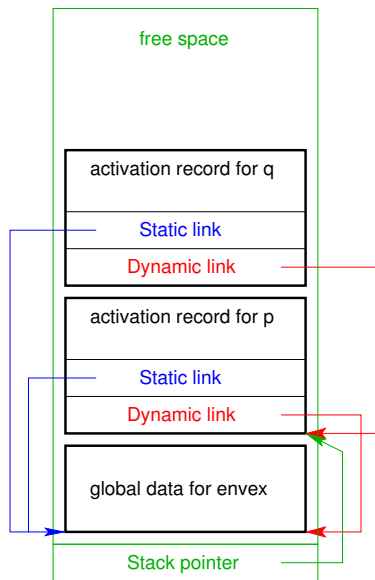 free space
activation record for q
Static link
Dynamic link
activation record for p
Static link
Dynamic link
global data for envex
Stack pointer